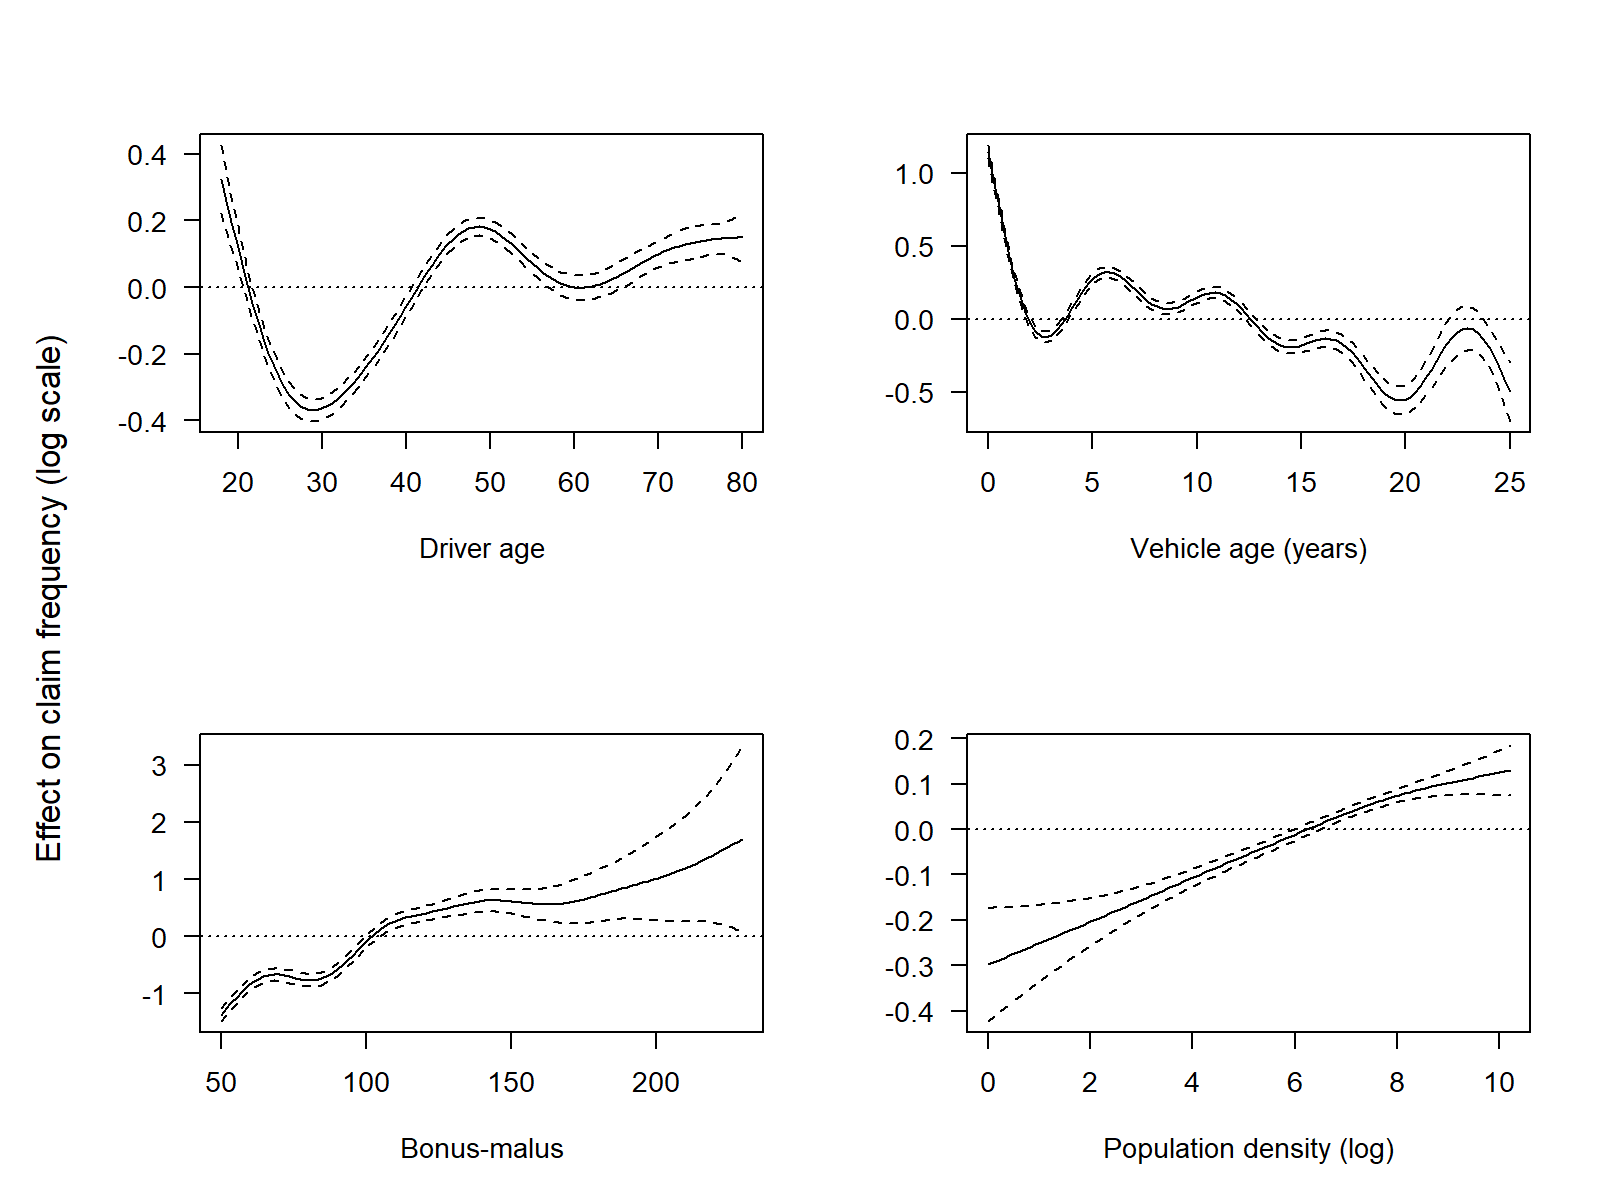 Effect on claim frequency (log scale)
0.4
0.2
0.0
-0.2
-0.4
20 30 40 50 60 70 80
Driver age
1.0
0.5
0.0
-0.5
0 5 10 15 20 25
Vehicle age (years)
3
2
1
0
-1
50 100 150 200
Bonus-malus
0.2
0.1
0.0
-0.1
-0.2
-0.3
-0.4
0 2 4 6 8 10
Population density (log)